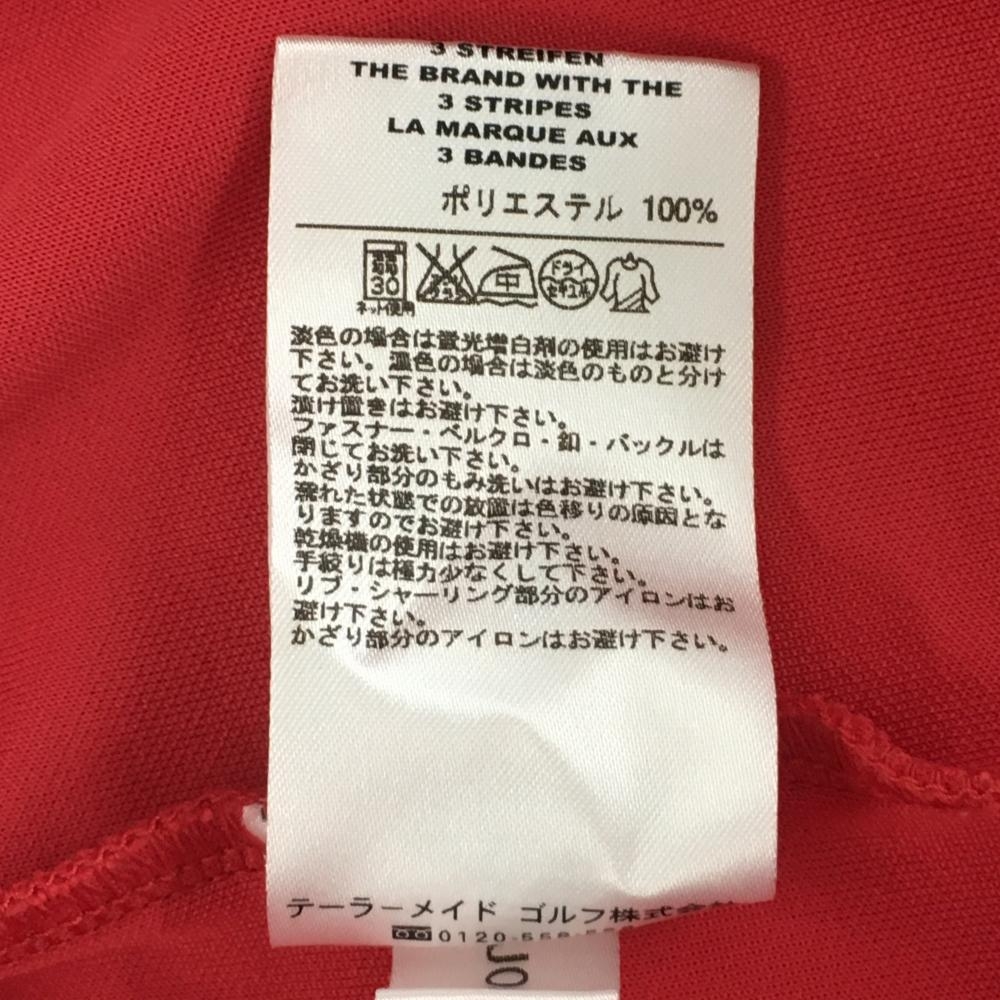 3 STREIFEN
THE BRAND WITH THE
3 STRIPES
LA MARQUE AUX
3 BANDES
ポリエステル 100%
30 中 ドライ
ネット使用 セキユ系
淡色の場合は蛍光増白剤の使用はお避け
下さい。濃色の場合は淡色のものと分け
てお洗い下さい。
漬け置きはお避け下さい。
ファスナー・ベルクロ・釦・バックルは
閉じてお洗い下さい。
かざり部分のもみ洗いはお避け下さい。
濡れた状態での放置は色移りの原因とな
りますのでお避け下さい。
乾燥機の使用はお避け下さい。
手絞りは極力少なくして下さい。
リブ・シャーリング部分のアイロンはお
避け下さい。
かざり部分のアイロンはお避け下さい。
テーラーメイド ゴルフ株式会
0120-558-
JO